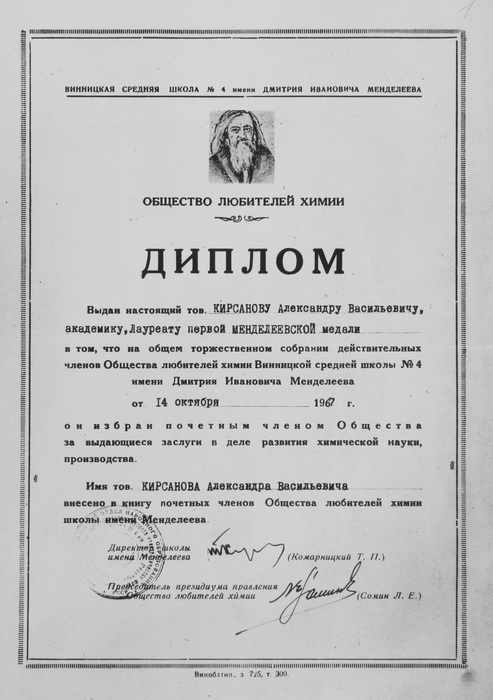 ВИННИЦКАЯ СРЕДНЯЯ ШКОЛА № 4 имени ДМИТРИЯ ИВАНОВИЧА МЕНДЕЛЕЕВА
ОБЩЕСТВО ЛЮБИТЕЛЕЙ ХИМИИ
ДИПЛОМ
Выдан настоящий тов. КИРСАНОВУ Александру Васильевичу,
академику, Лауреату первой МЕНДЕЛЕЕВСКОЙ медали
в том, что на общем торжественном собрании действительных
членов Общества любителей химии Винницкой средней школы № 4
имени Дмитрия Ивановича Менделеева
от 14 октября 1967 г.
он избран почетным членом Общества
за выдающиеся заслуги в деле развития химической науки,
производства.
Имя тов. КИРСАНОВА Александра Васильевича
внесено в книгу почетных членов Общества любителей химии
школы имени Менделеева
Директор школы
имени Менделеева (Комарницкий Т. П.)
Председатель президиума правления
Общества любителей химии (Сомин Л. Е.)
Виноблтип., з. 725, т. 300.